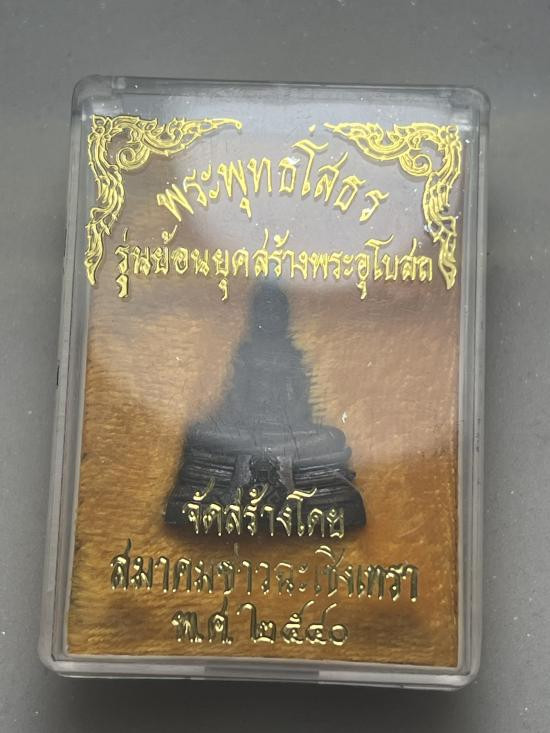 พระพุทธโสธร
รุ่นย้อนยุคสร้างพระอุโบสถ
จัดสร้างโดย
สมาคมชาวฉะเชิงเทรา
พ.ศ. ๒๕๔๐